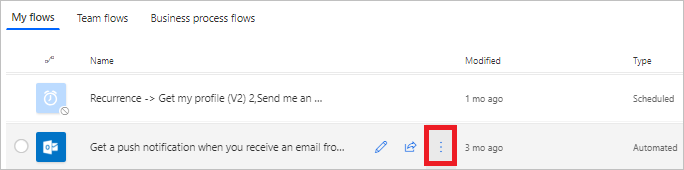 My flows Team flows Business process flows
Name Modified Type
Recurrence -> Get my profile (V2) 2,Send me an ... 1 mo ago Scheduled
Get a push notification when you receive an email fro... 3 mo ago Automated